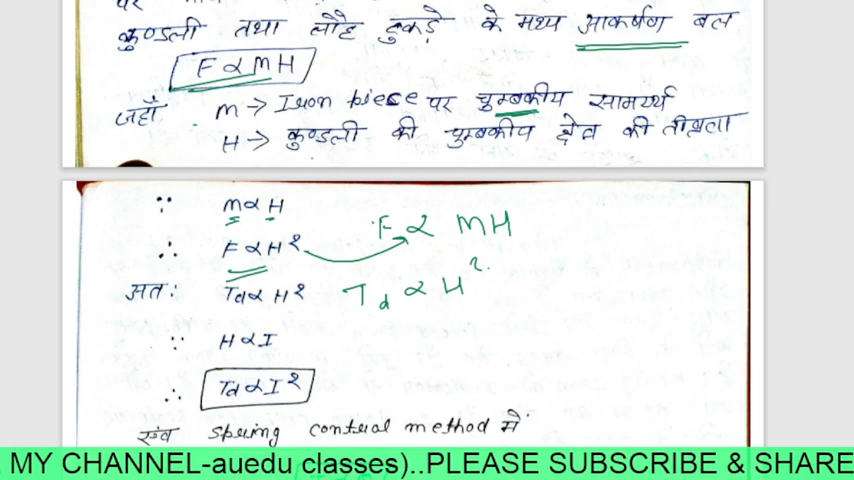 पर
कुण्डली तथा लौह टुकड़े के मध्य आकर्षण बल
F ∝ mH
जहाँ m → Iron piece पर चुम्बकीय सामर्थ्य
H → कुण्डली की चुम्बकीय क्षेत्र की तीव्रता
∵ m ∝ H
F ∝ MH
∴ F ∝ H²
अतः Td ∝ H²
Td ∝ H²
∵ H ∝ I
∴ Td ∝ I²
एंव Spring control method में
MY CHANNEL-auedu classes)..PLEASE SUBSCRIBE & SHARE